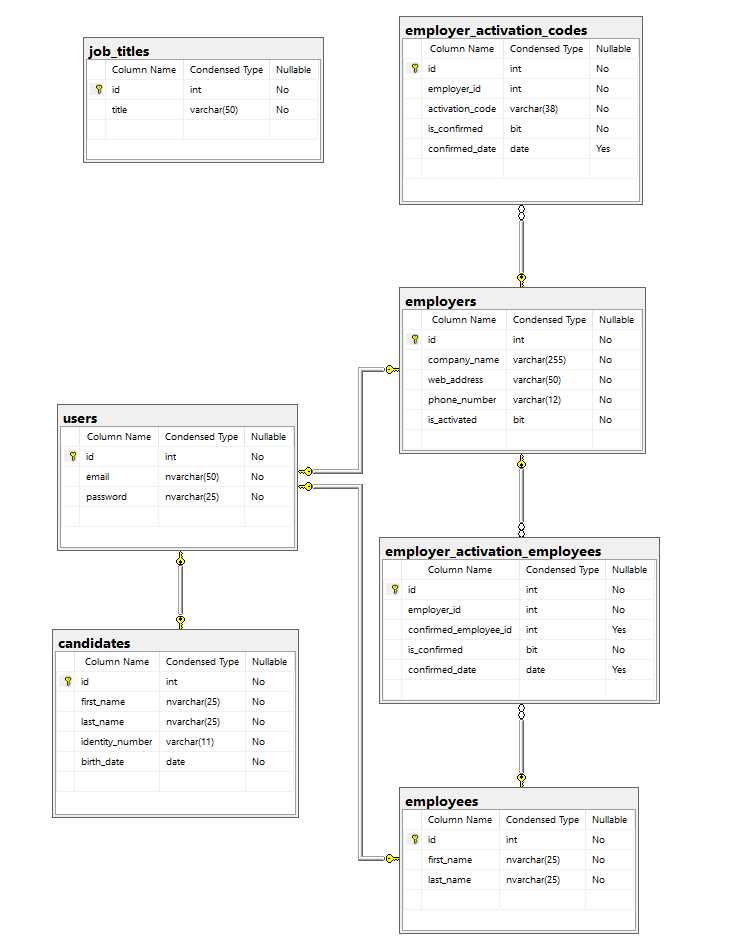 job_titles
Column Name Condensed Type Nullable
id int No
title varchar(50) No
employer_activation_codes
Column Name Condensed Type Nullable
id int No
employer_id int No
activation_code varchar(38) No
is_confirmed bit No
confirmed_date date Yes
employers
Column Name Condensed Type Nullable
id int No
company_name varchar(255) No
web_address varchar(50) No
phone_number varchar(12) No
is_activated bit No
users
Column Name Condensed Type Nullable
id int No
email nvarchar(50) No
password nvarchar(25) No
employer_activation_employees
Column Name Condensed Type Nullable
id int No
employer_id int No
confirmed_employee_id int Yes
is_confirmed bit No
confirmed_date date Yes
candidates
Column Name Condensed Type Nullable
id int No
first_name nvarchar(25) No
last_name nvarchar(25) No
identity_number varchar(11) No
birth_date date No
employees
Column Name Condensed Type Nullable
id int No
first_name nvarchar(25) No
last_name nvarchar(25) No